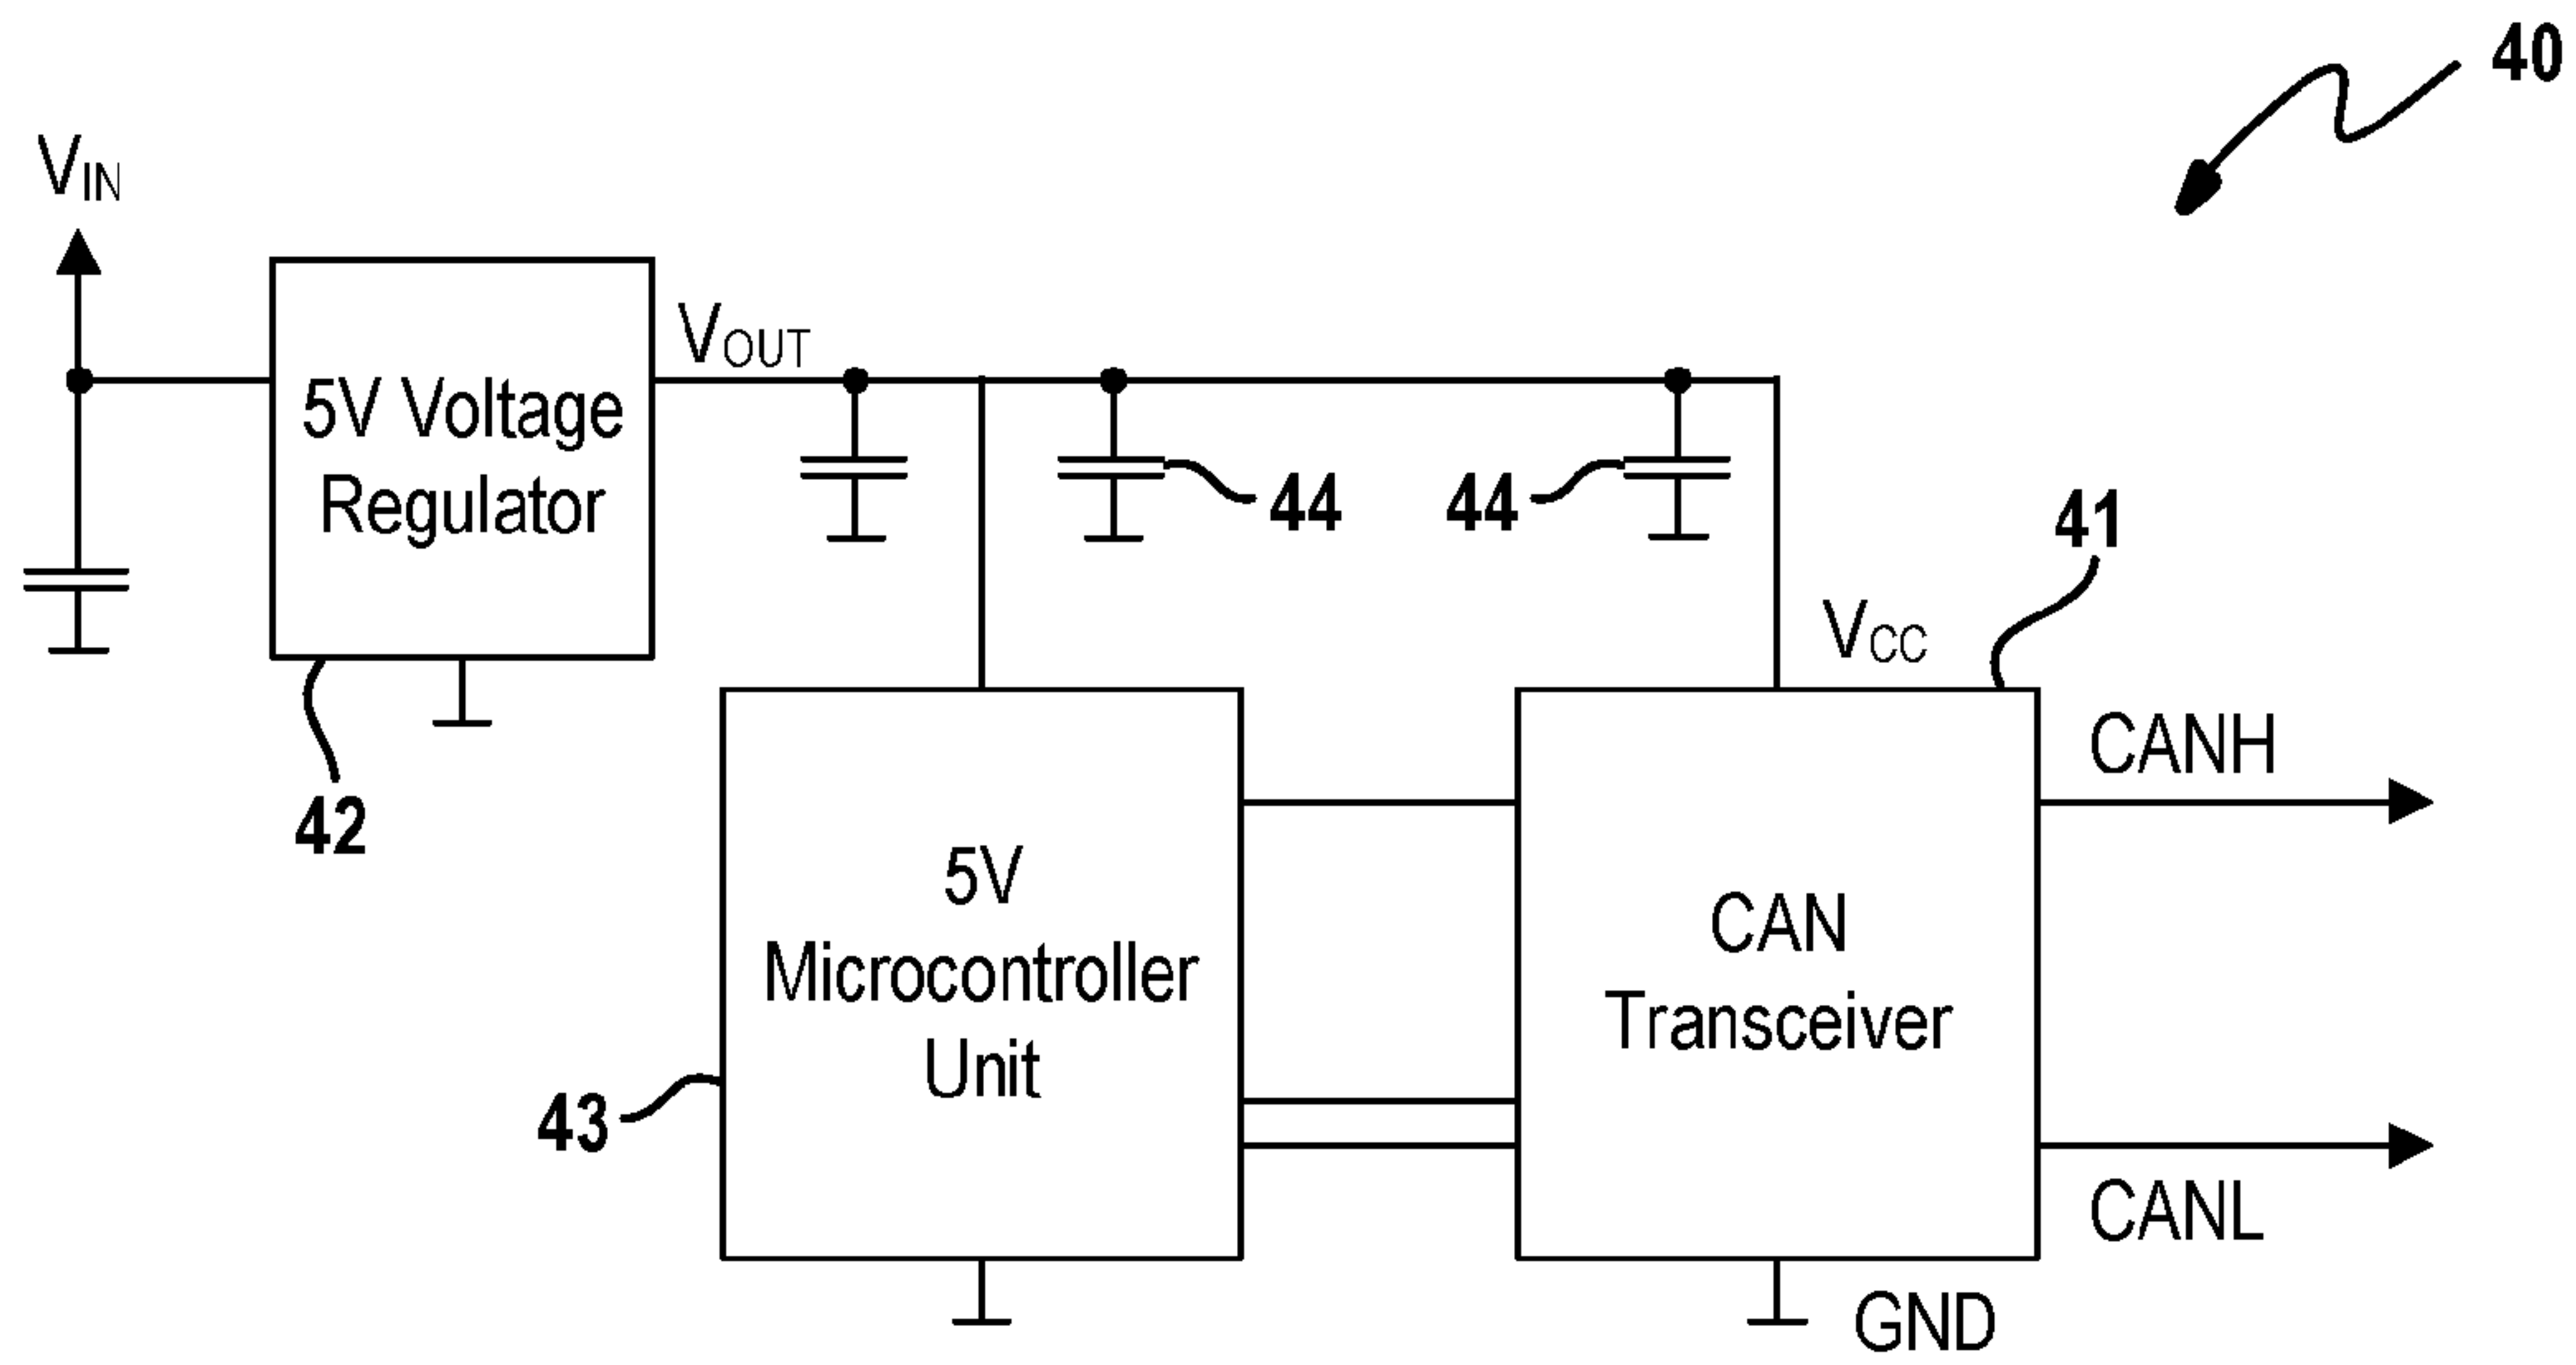 40
VIN
5V Voltage
Regulator
VOUT
44
44
41
VCC
42
CANH
5V
Microcontroller
Unit
CAN
Transceiver
43
CANL
GND